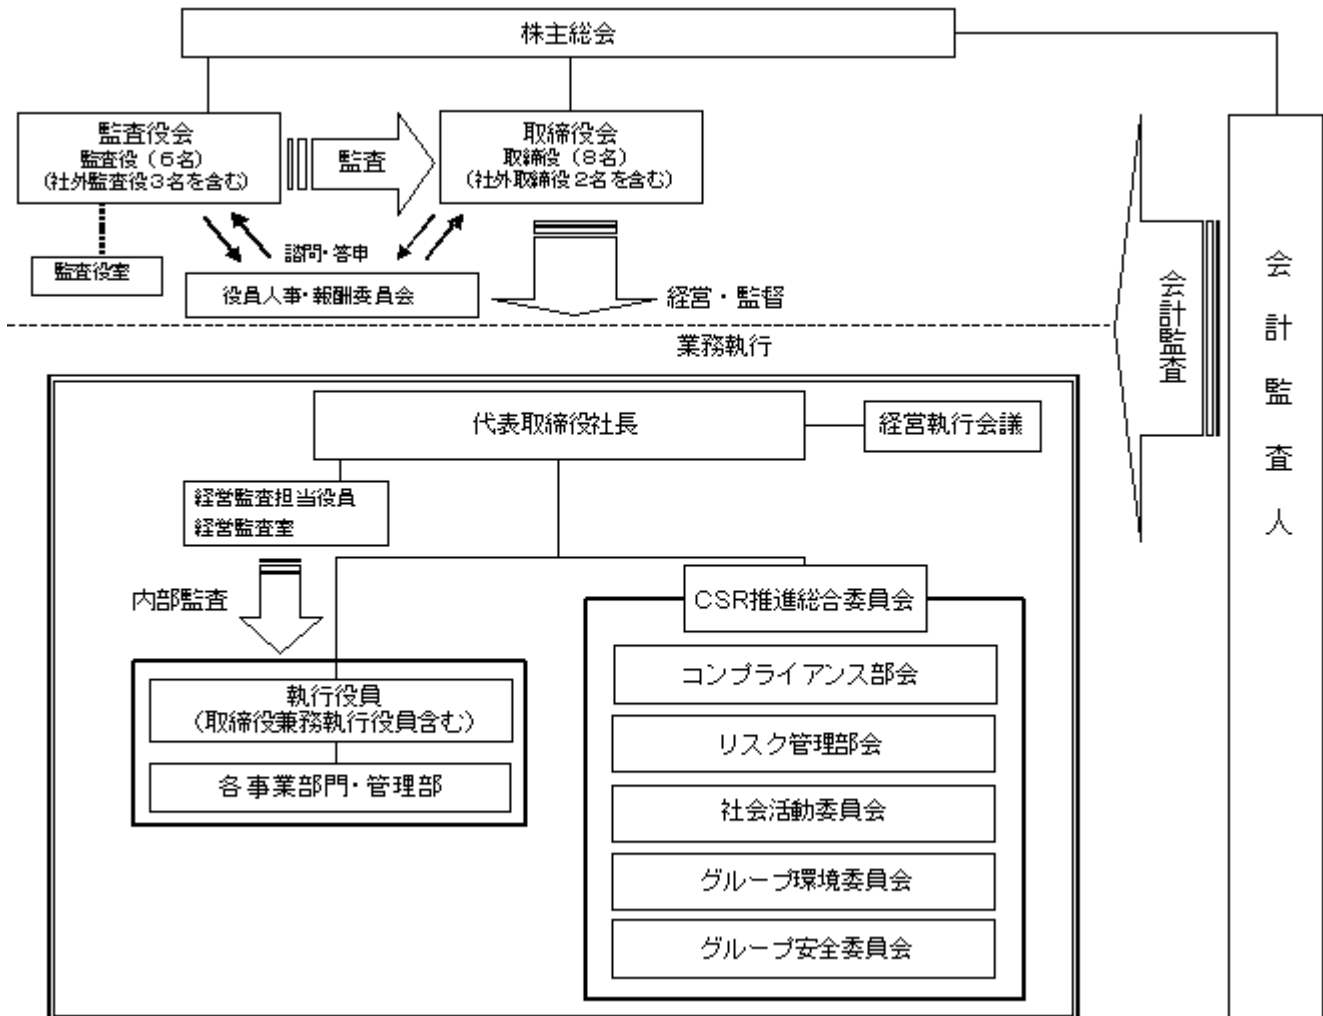 株主総会
監査役会
監査役（６名）
（社外監査役３名を含む）
監査
取締役会
取締役（８名）
（社外取締役２名を含む）
監査役室
諮問・答申
役員人事・報酬委員会
経営・監督
業務執行
会計監査
会計監査人
代表取締役社長
経営執行会議
経営監査担当役員
経営監査室
内部監査
執行役員
（取締役兼務執行役員含む）
各事業部門・管理部
ＣＳＲ推進総合委員会
コンプライアンス部会
リスク管理部会
社会活動委員会
グループ環境委員会
グループ安全委員会